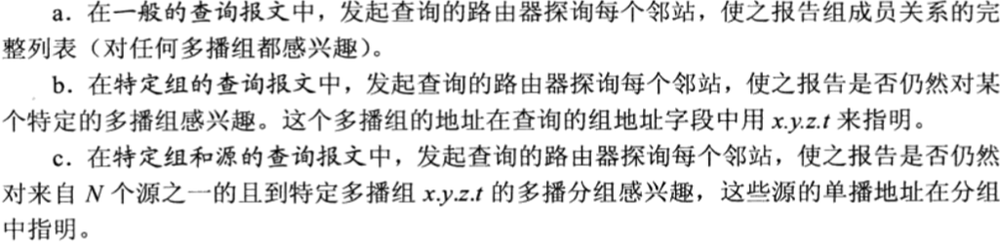 a. 在一般的查询报文中，发起查询的路由器探询每个邻站，使之报告组成员关系的完
整列表（对任何多播组都感兴趣）。
b. 在特定组的查询报文中，发起查询的路由器探询每个邻站，使之报告是否仍然对某
个特定的多播组感兴趣。这个多播组的地址在查询的组地址字段中用 x.y.z.t 来指明。
c. 在特定组和源的查询报文中，发起查询的路由器探询每个邻站，使之报告是否仍然
对来自 N 个源之一的且到特定多播组 x.y.z.t 的多播分组感兴趣，这些源的单播地址在分组
中指明。